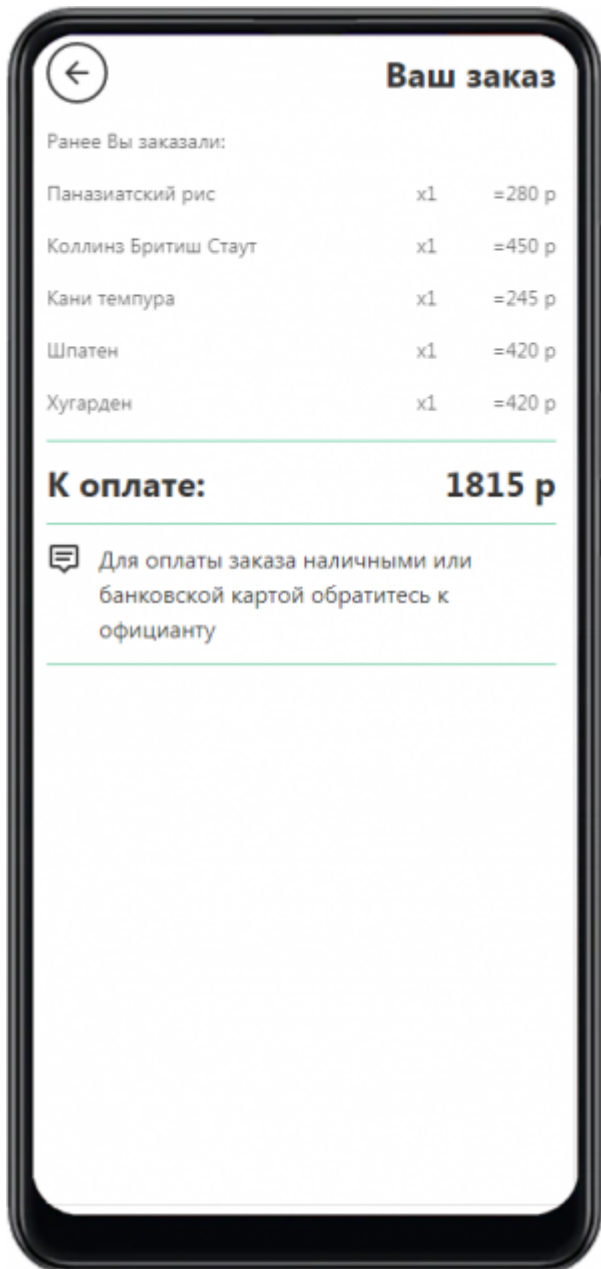 Ваш заказ
Ранее Вы заказали:
Паназиатский рис x1 =280 р
Коллинз Бритиш Стаут x1 =450 р
Кани темпура x1 =245 р
Шпатен x1 =420 р
Хугарден x1 =420 р
К оплате: 1815 р
Для оплаты заказа наличными или
банковской картой обратитесь к
официанту